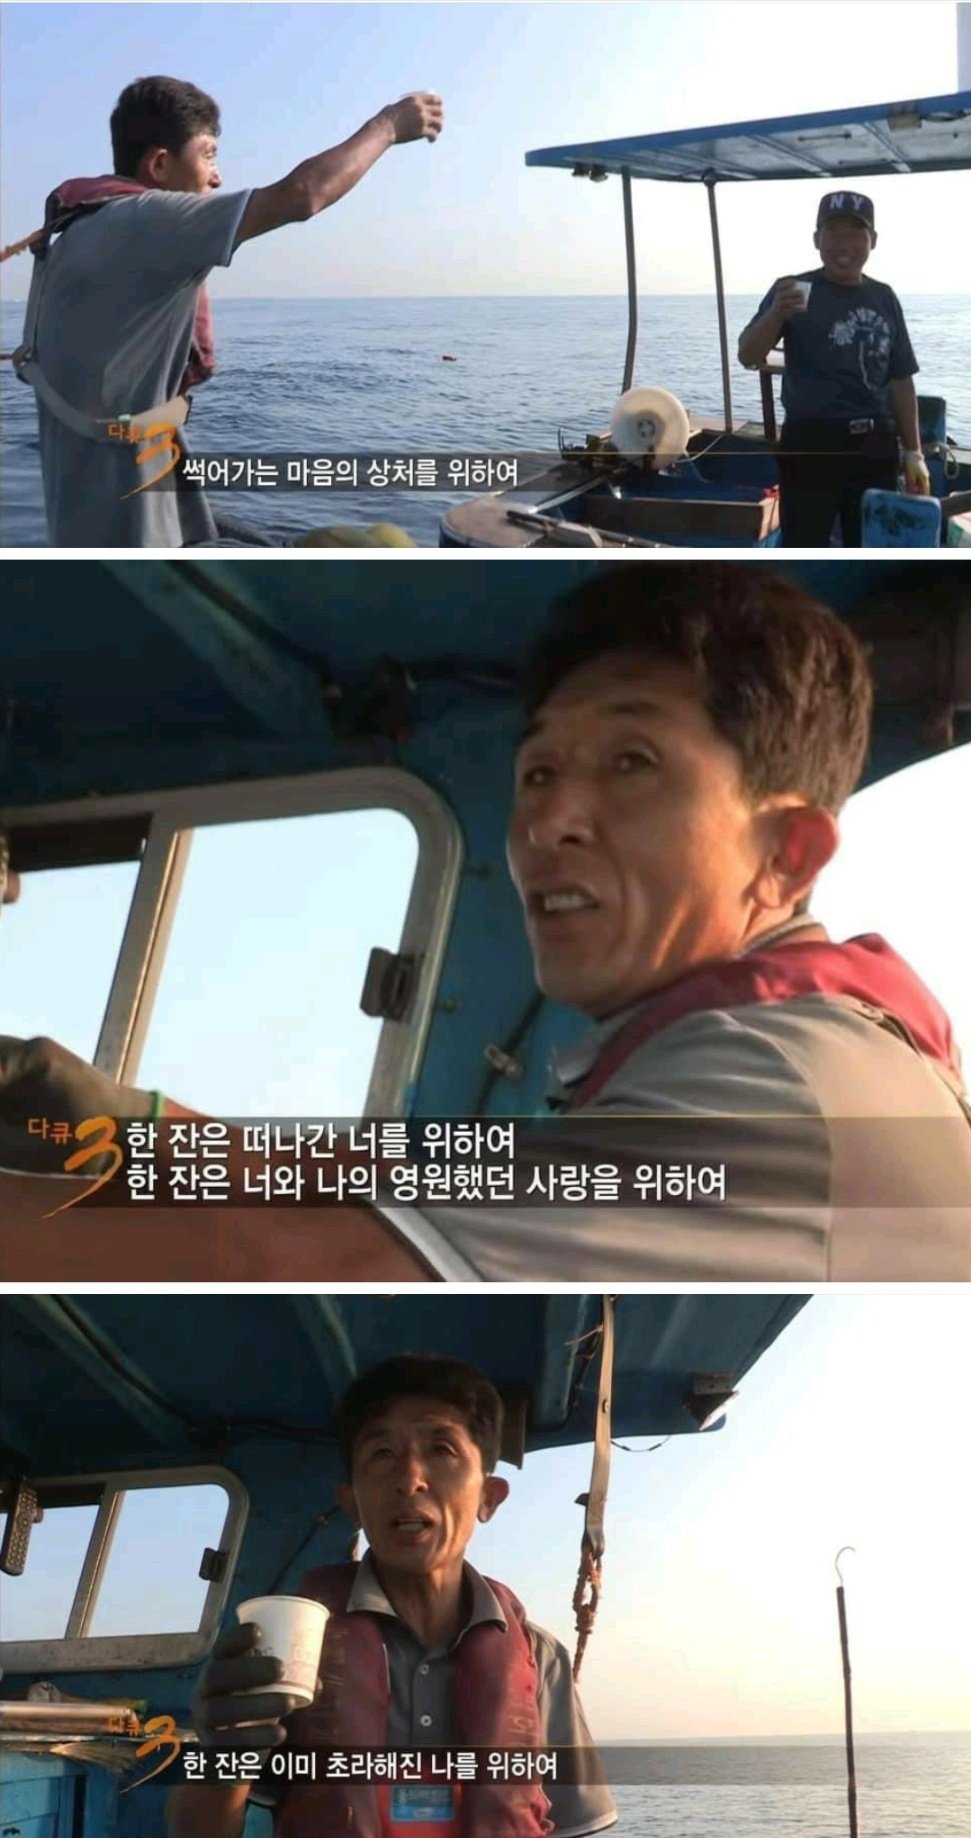 NY
다큐3
썩어가는 마음의 상처를 위하여
다큐3
한 잔은 떠나간 너를 위하여
한 잔은 너와 나의 영원했던 사랑을 위하여
다큐3
한 잔은 이미 초라해진 나를 위하여